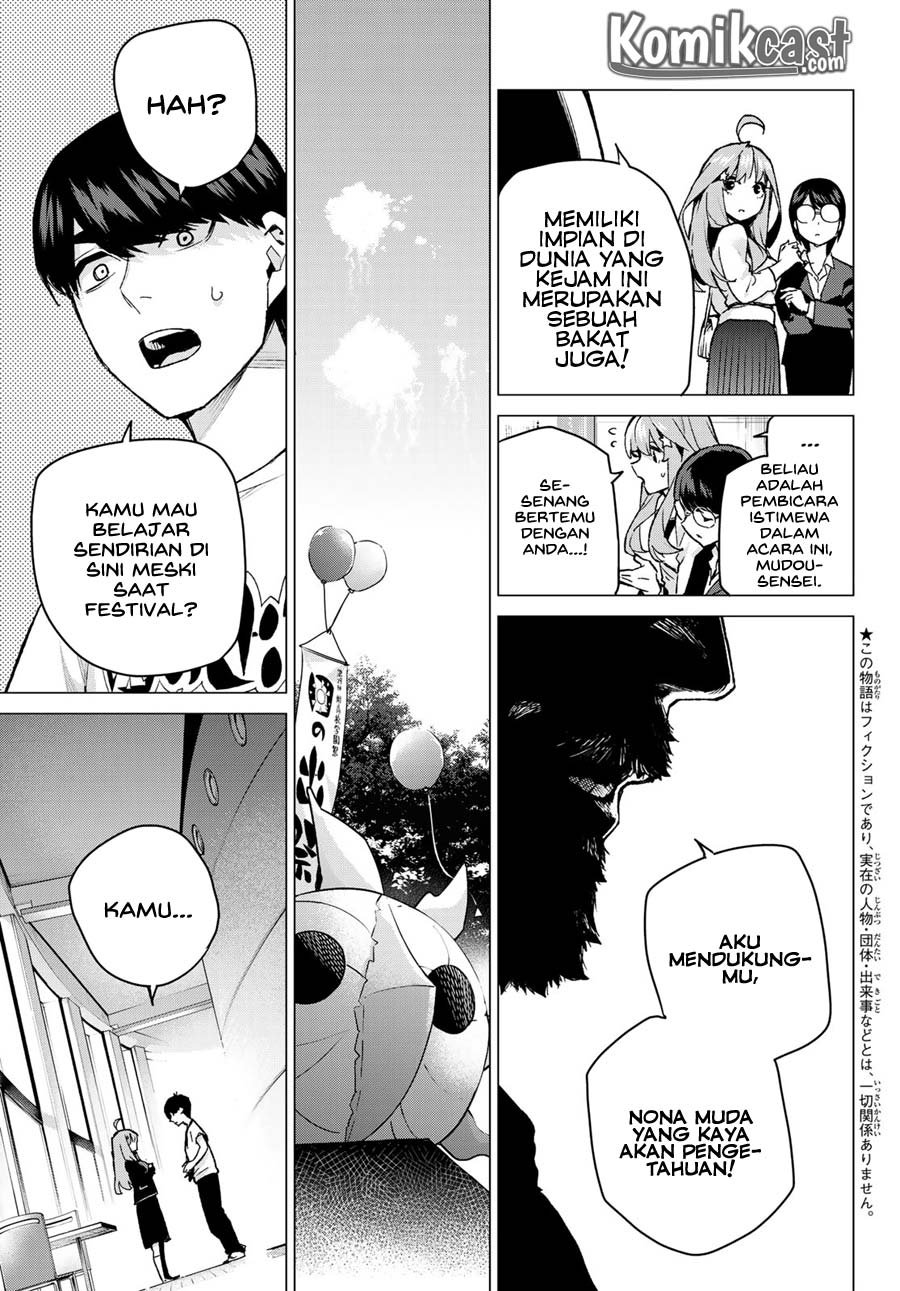 Komikcast
.com
MEMILIKI
IMPIAN DI
DUNIA YANG
KEJAM INI
MERUPAKAN
SEBUAH
BAKAT
JUGA!
...
BELIAU ADALAH
PEMBICARA
ISTIMEWA
DALAM
ACARA INI,
MUDOU-
SENSEI.
SE-
SENANG
BERTEMU
DENGAN
ANDA...!
AKU
MENDUKUNG-
MU,
NONA MUDA
YANG KAYA
AKAN PENGE-
TAHUAN!
★この物語はフィクションであり、実在の人物・団体・出来事などとは、一切関係ありません。
日の出祭
HAH?
KAMU MAU
BELAJAR
SENDIRIAN DI
SINI MESKI
SAAT
FESTIVAL?
KAMU...